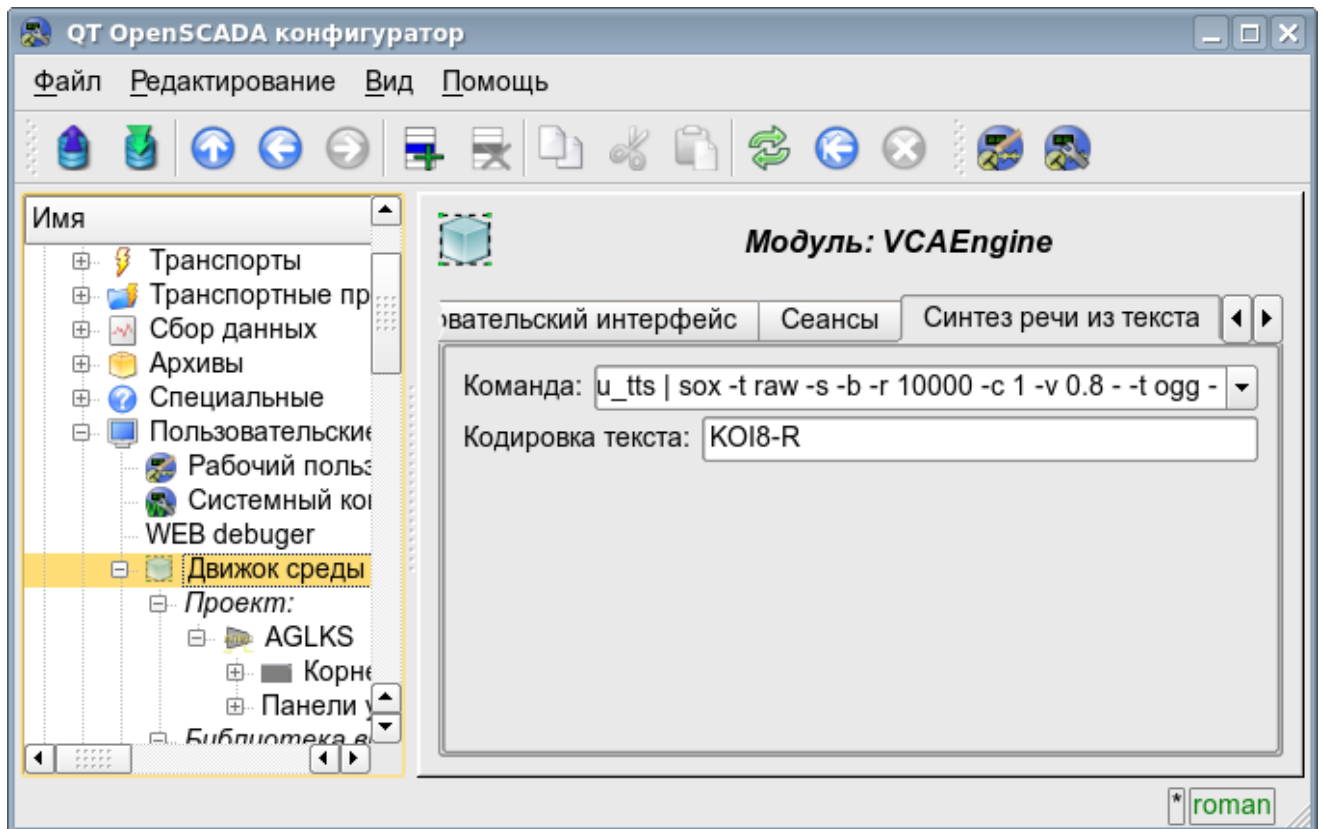 QT OpenSCADA конфигуратор
Файл Редактирование Вид Помощь
Имя
Транспорты
Транспортные пр
Сбор данных
Архивы
Специальные
Пользовательские
Рабочий польз
Системный ко
WEB debuger
Движок среды
Проект:
AGLKS
Корне
Панели у
Библиотека в
Модуль: VCAEngine
овательский интерфейс Сеансы Синтез речи из текста
Команда: u_tts | sox -t raw -s -b -r 10000 -c 1 -v 0.8 - -t ogg -
Кодировка текста: KOI8-R
* roman